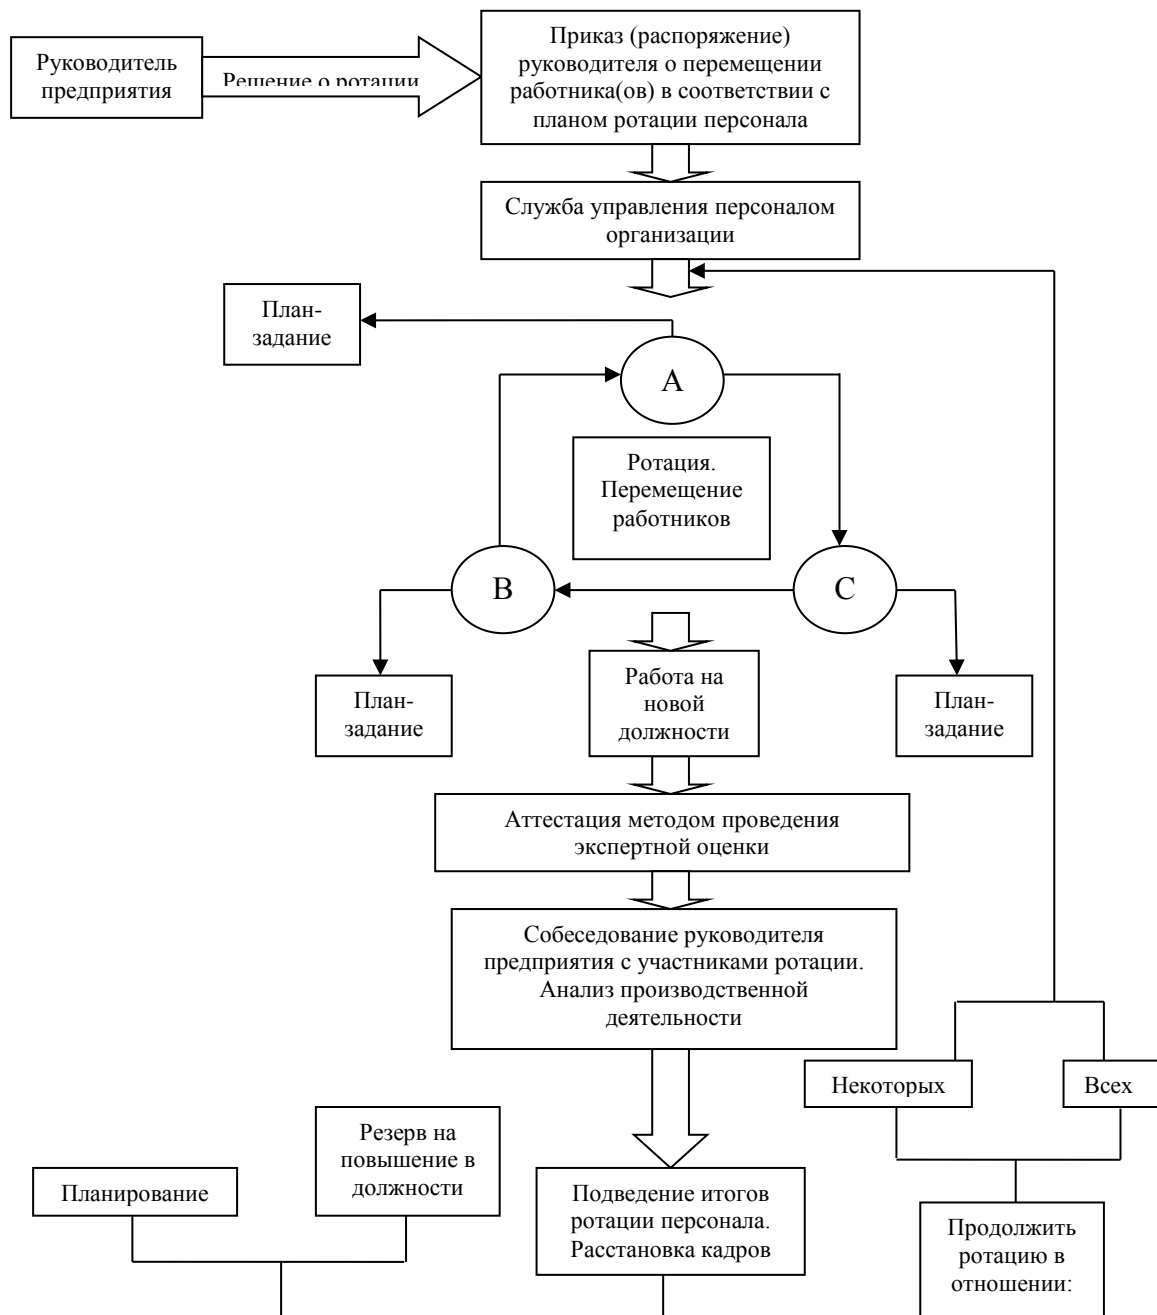 Руководитель
предприятия
Решение о ротации
Приказ (распоряжение)
руководителя о перемещении
работника(ов) в соответствии с
планом ротации персонала
Служба управления персоналом
организации
План-
задание
A
Ротация.
Перемещение
работников
B
C
План-
задание
Работа на
новой
должности
План-
задание
Аттестация методом проведения
экспертной оценки
Собеседование руководителя
предприятия с участниками ротации.
Анализ производственной
деятельности
Некоторых
Всех
Планирование
Резерв на
повышение в
должности
Подведение итогов
ротации персонала.
Расстановка кадров
Продолжить
ротацию в
отношении: